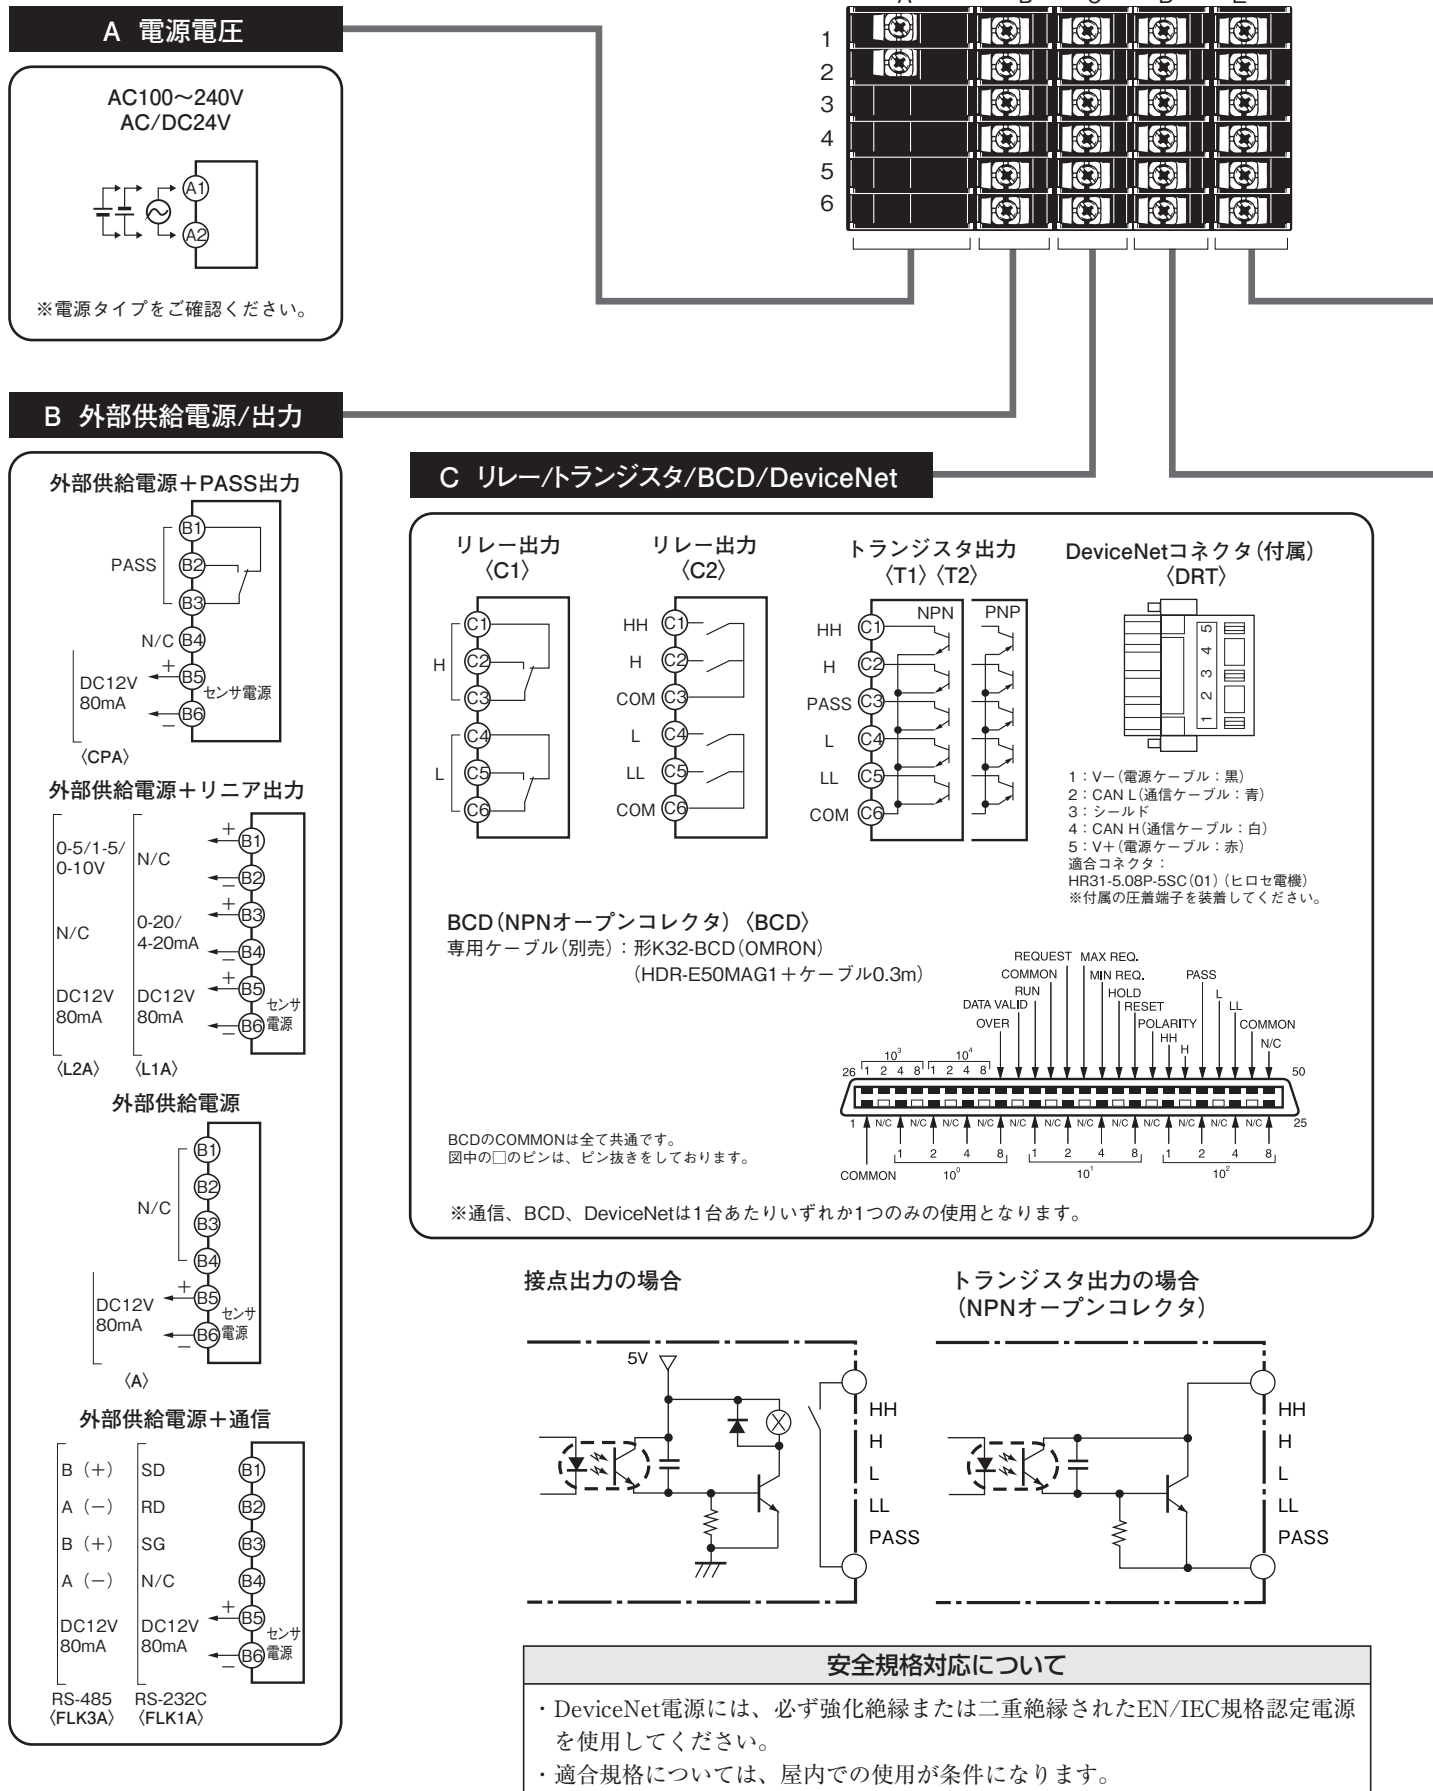 A 電源電圧
AC100～240V
AC/DC24V
A1
A2
※電源タイプをご確認ください。
A B C D E
1
2
3
4
5
6
B 外部供給電源/出力
外部供給電源＋PASS出力
B1
PASS B2
B3
N/C B4
DC12V
80mA
+ B5
センサ電源
− B6
〈CPA〉
外部供給電源＋リニア出力
0-5/1-5/
0-10V
N/C
+ B1
− B2
N/C
0-20/
4-20mA
+ B3
− B4
DC12V
80mA
DC12V
80mA
+ B5
− B6
センサ
電源
〈L2A〉 〈L1A〉
外部供給電源
B1
B2
N/C
B3
B4
DC12V
80mA
+ B5
− B6
センサ
電源
〈A〉
外部供給電源＋通信
B（+） SD B1
A（−） RD B2
B（+） SG B3
A（−） N/C B4
DC12V
80mA
DC12V
80mA
+ B5
− B6
センサ
電源
RS-485 RS-232C
〈FLK3A〉 〈FLK1A〉
C リレー/トランジスタ/BCD/DeviceNet
リレー出力
〈C1〉
C1
H C2
C3
C4
L C5
C6
リレー出力
〈C2〉
HH C1
H C2
COM C3
L C4
LL C5
COM C6
トランジスタ出力
〈T1〉〈T2〉
NPN PNP
HH C1
H C2
PASS C3
L C4
LL C5
COM C6
DeviceNetコネクタ（付属）
〈DRT〉
1 2 3 4 5
1：V−（電源ケーブル：黒）
2：CAN L（通信ケーブル：青）
3：シールド
4：CAN H（通信ケーブル：白）
5：V+（電源ケーブル：赤）
適合コネクタ：
HR31-5.08P-5SC（01）（ヒロセ電機）
※付属の圧着端子を装着してください。
BCD（NPNオープンコレクタ）〈BCD〉
専用ケーブル（別売）：形K32-BCD（OMRON）
（HDR-E50MAG1＋ケーブル0.3m）
REQUEST MAX REQ.
COMMON MIN REQ. PASS
RUN HOLD L
DATA VALID RESET LL
OVER POLARITY COMMON
HH N/C
H
10³ 10⁴
26 1 2 4 8 1 2 4 8 50
1 N/C N/C N/C N/C N/C N/C N/C N/C N/C N/C N/C N/C 25
1 2 4 8 1 2 4 8 1 2 4 8
COMMON 10⁰ 10¹ 10²
BCDのCOMMONは全て共通です。
図中の□のピンは、ピン抜きをしております。
※通信、BCD、DeviceNetは1台あたりいずれか1つのみの使用となります。
接点出力の場合
5V
HH
H
L
LL
PASS
トランジスタ出力の場合
（NPNオープンコレクタ）
HH
H
L
LL
PASS
安全規格対応について
・DeviceNet電源には、必ず強化絶縁または二重絶縁されたEN/IEC規格認定電源
を使用してください。
・適合規格については、屋内での使用が条件になります。